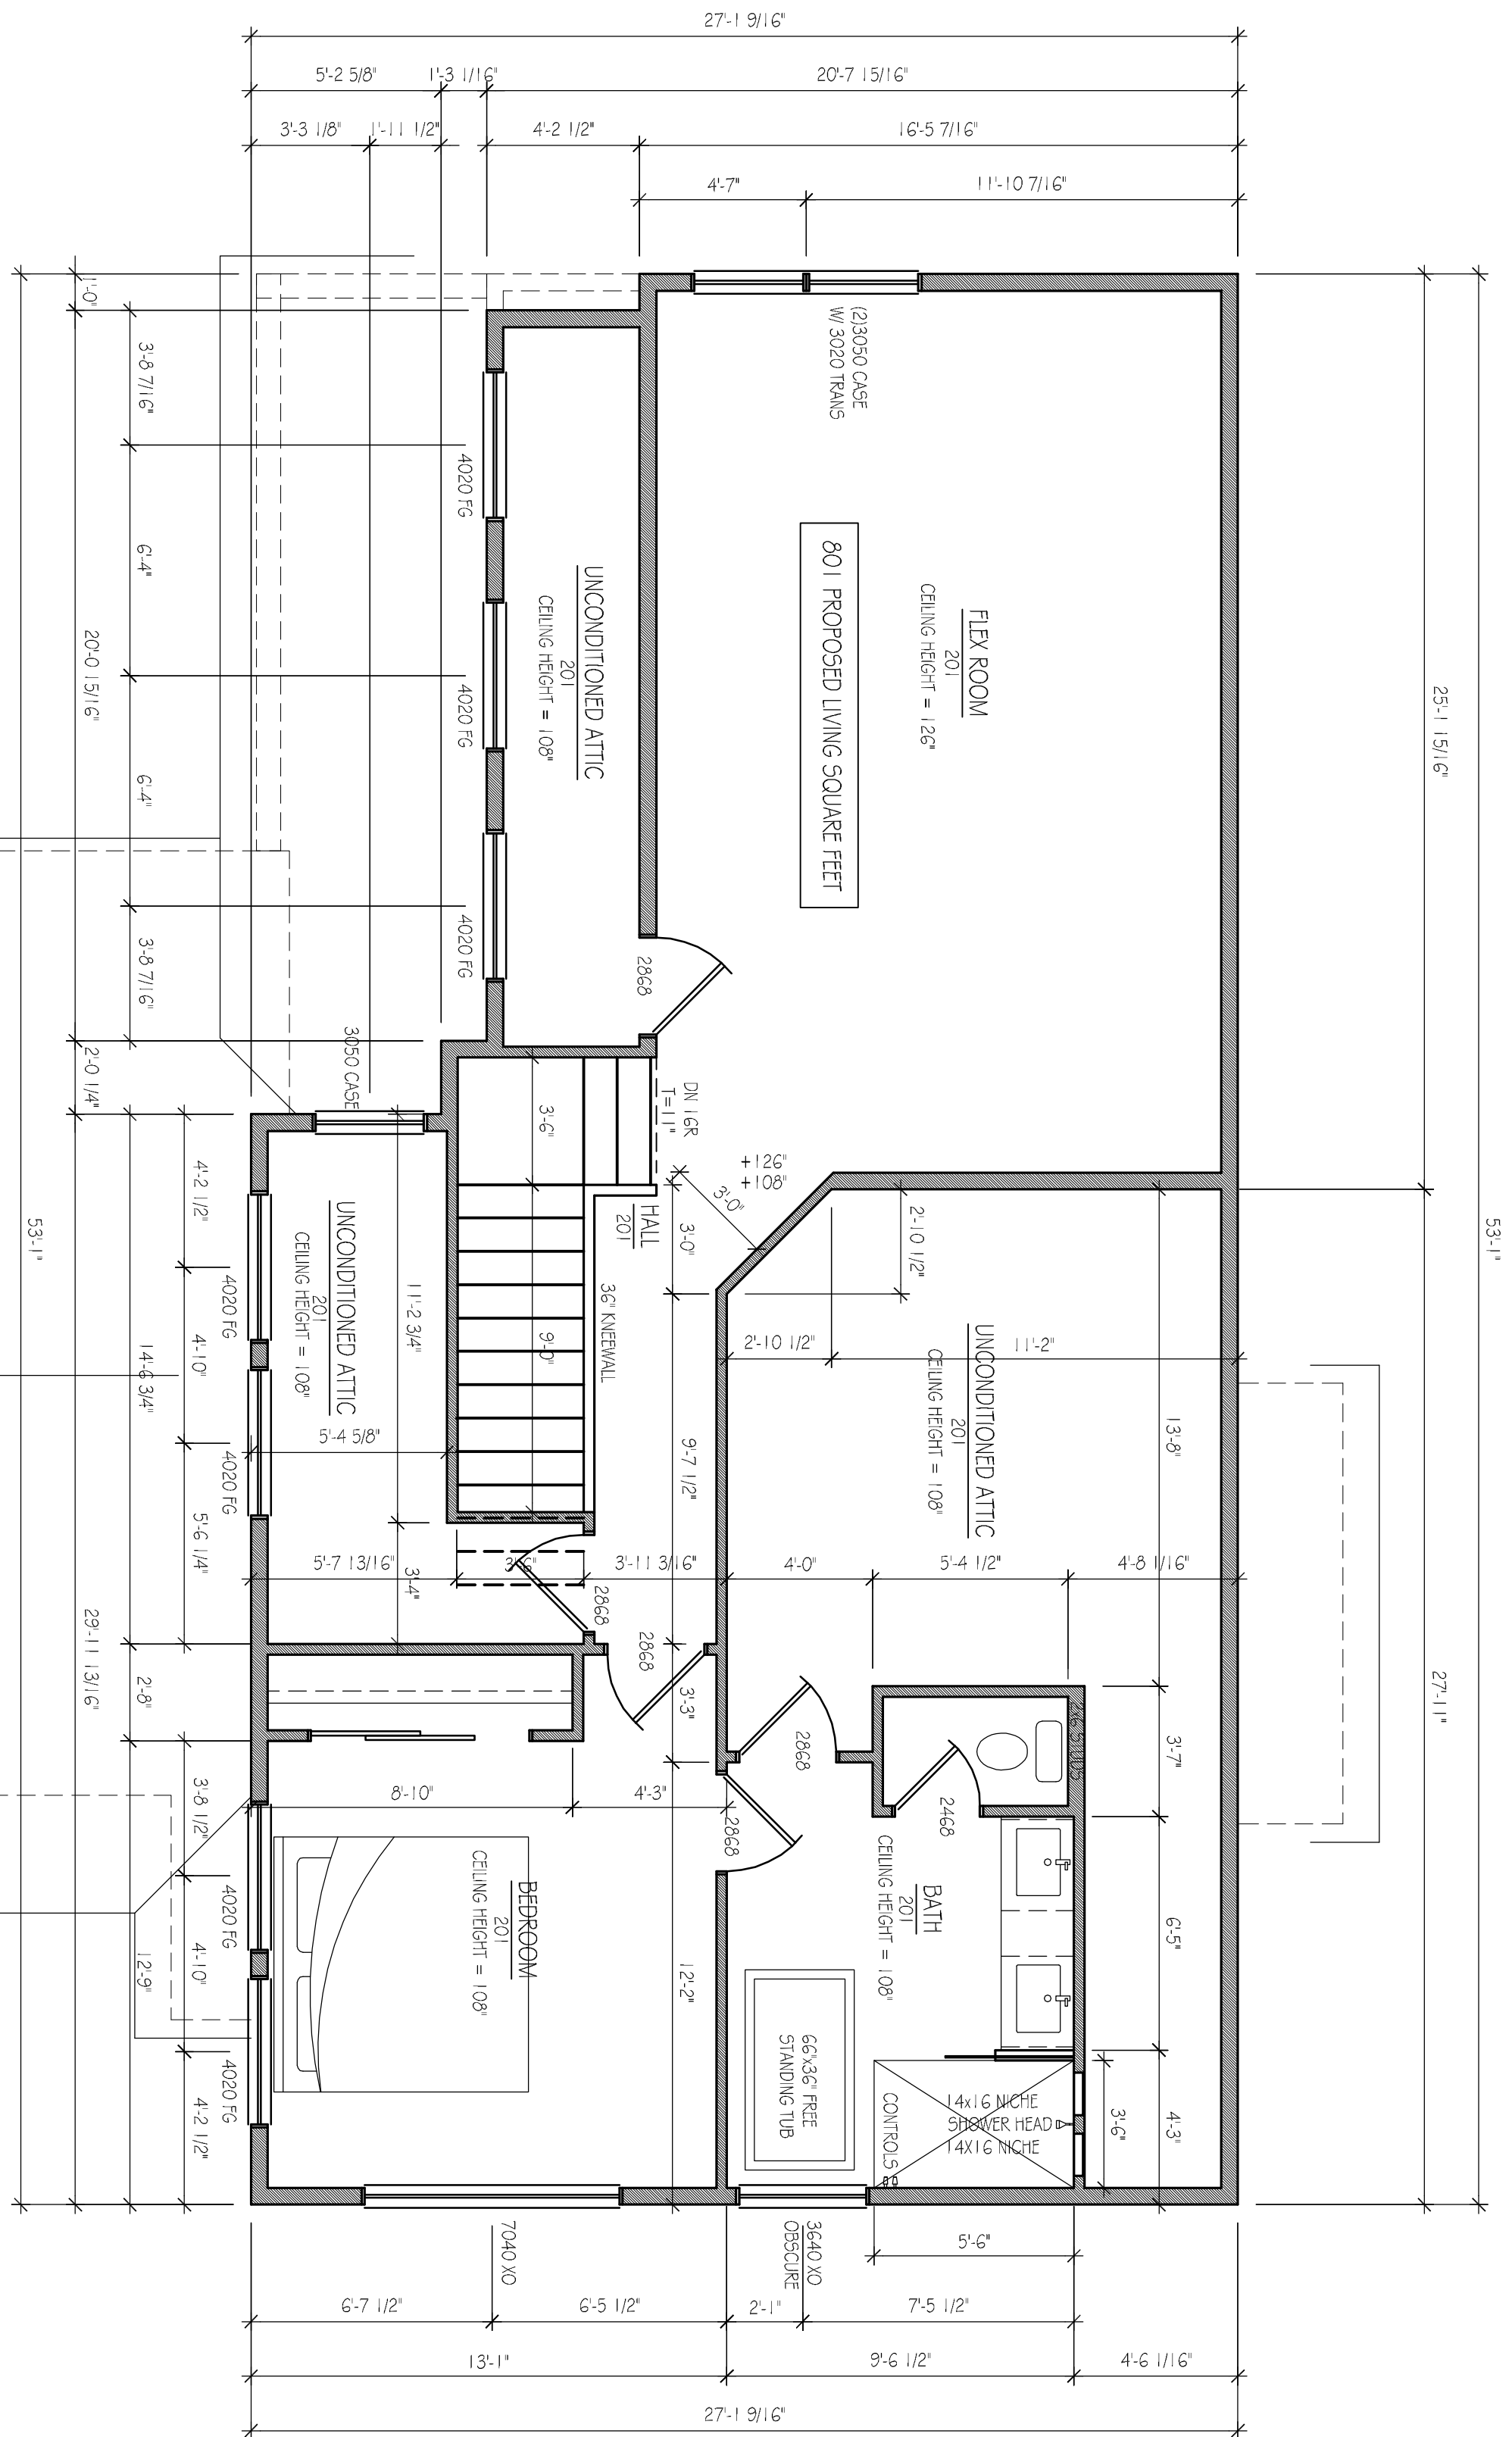 27'-1 9/16"
5'-2 5/8"
1'-3 1/16"
20'-7 15/16"
3'-3 1/8"
1'-11 1/2"
4'-2 1/2"
16'-5 7/16"
4'-7"
11'-10 7/16"
53'-1"
25'-1 15/16"
27'-11"
1'-0"
20'-0 15/16"
2'-0 1/4"
29'-11 13/16"
53'-1"
3'-8 7/16"
6'-4"
6'-4"
3'-8 7/16"
14'-6 3/4"
2'-8"
12'-9"
4'-2 1/2"
4'-10"
5'-6 1/4"
3'-8 1/2"
4'-10"
4'-2 1/2"
(2)3050 CASE
W/ 3020 TRANS
4020 FG
4020 FG
4020 FG
UNCONDITIONED ATTIC
201
CEILING HEIGHT = 108"
801 PROPOSED LIVING SQUARE FEET
FLEX ROOM
201
CEILING HEIGHT = 126"
2868
3050 CASE
DN 16R
T=11"
+126"
+108"
3'-0"
3'-6"
HALL
201
3'-0"
2'-10 1/2"
36" KNEEWALL
9'-0"
11'-2 3/4"
UNCONDITIONED ATTIC
201
CEILING HEIGHT = 108"
4020 FG
4020 FG
5'-4 5/8"
2'-10 1/2"
11'-2"
UNCONDITIONED ATTIC
201
CEILING HEIGHT = 108"
9'-7 1/2"
13'-8"
5'-7 13/16"
3'-6"
3'-11 3/16"
4'-0"
5'-4 1/2"
4'-8 1/16"
3'-4"
2868
2868
3'-3"
2868
2x6 STUDS
3'-7"
2468
2868
8'-10"
4'-3"
BEDROOM
201
CEILING HEIGHT = 108"
12'-2"
BATH
201
CEILING HEIGHT = 108"
6'-5"
4020 FG
4020 FG
66"x36" FREE
STANDING TUB
CONTROLS
14x16 NICHE
SHOWER HEAD
14X16 NICHE
3'-6"
4'-3"
7040 XO
3640 XO
OBSCURE
5'-6"
6'-7 1/2"
6'-5 1/2"
2'-1"
7'-5 1/2"
13'-1"
9'-6 1/2"
4'-6 1/16"
27'-1 9/16"